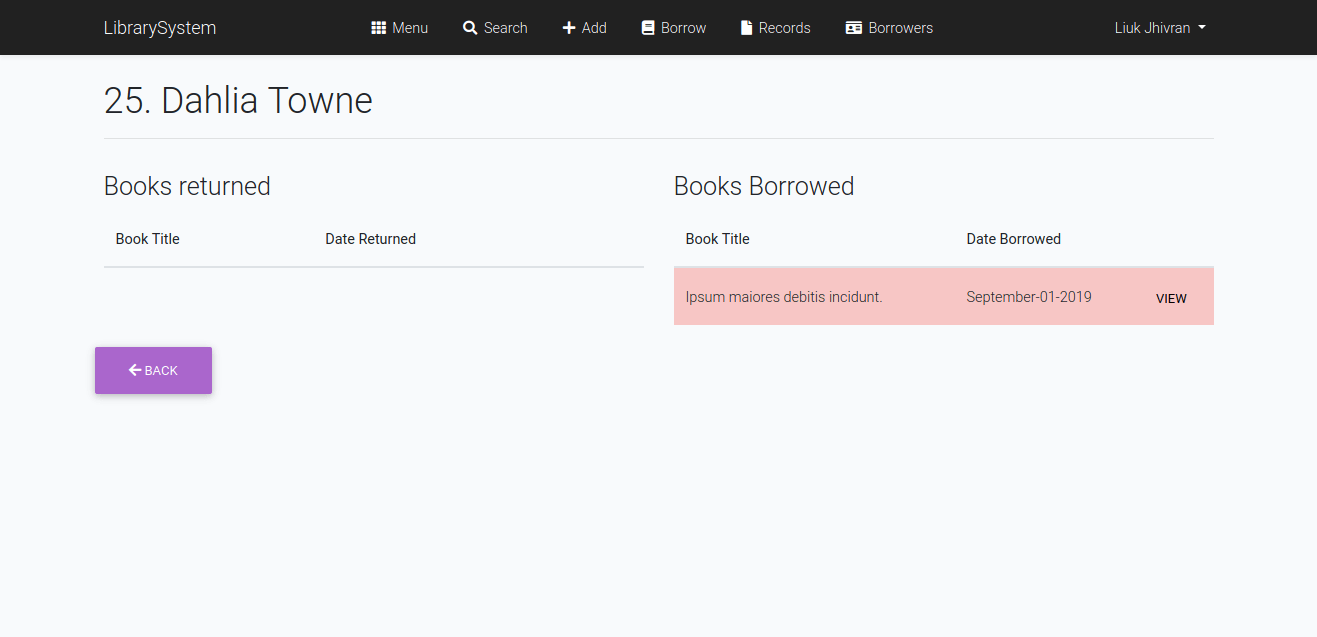 LibrarySystem Menu Search Add Borrow Records Borrowers Liuk Jhivran
25. Dahlia Towne
Books returned
Book Title Date Returned
Books Borrowed
Book Title Date Borrowed
Ipsum maiores debitis incidunt. September-01-2019 VIEW
BACK